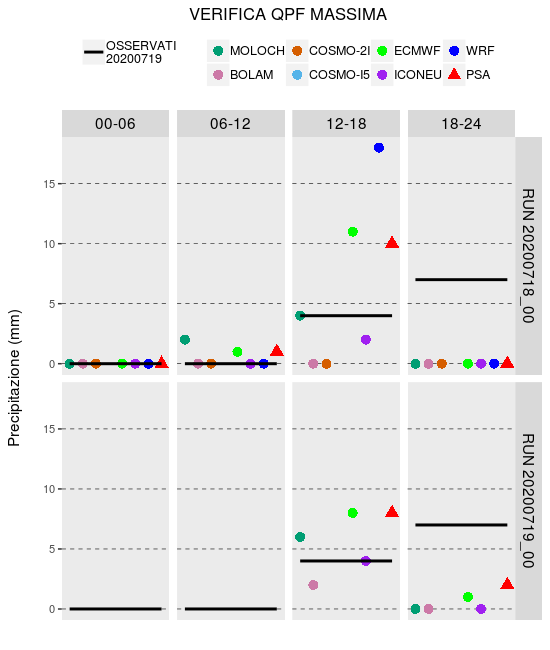 VERIFICA QPF MASSIMA
OSSERVATI
20200719
MOLOCH
COSMO-2I
ECMWF
WRF
BOLAM
COSMO-I5
ICONEU
PSA
00-06
06-12
12-18
18-24
Precipitazione (mm)
15
10
5
0
RUN 20200718_00
15
10
5
0
RUN 20200719_00